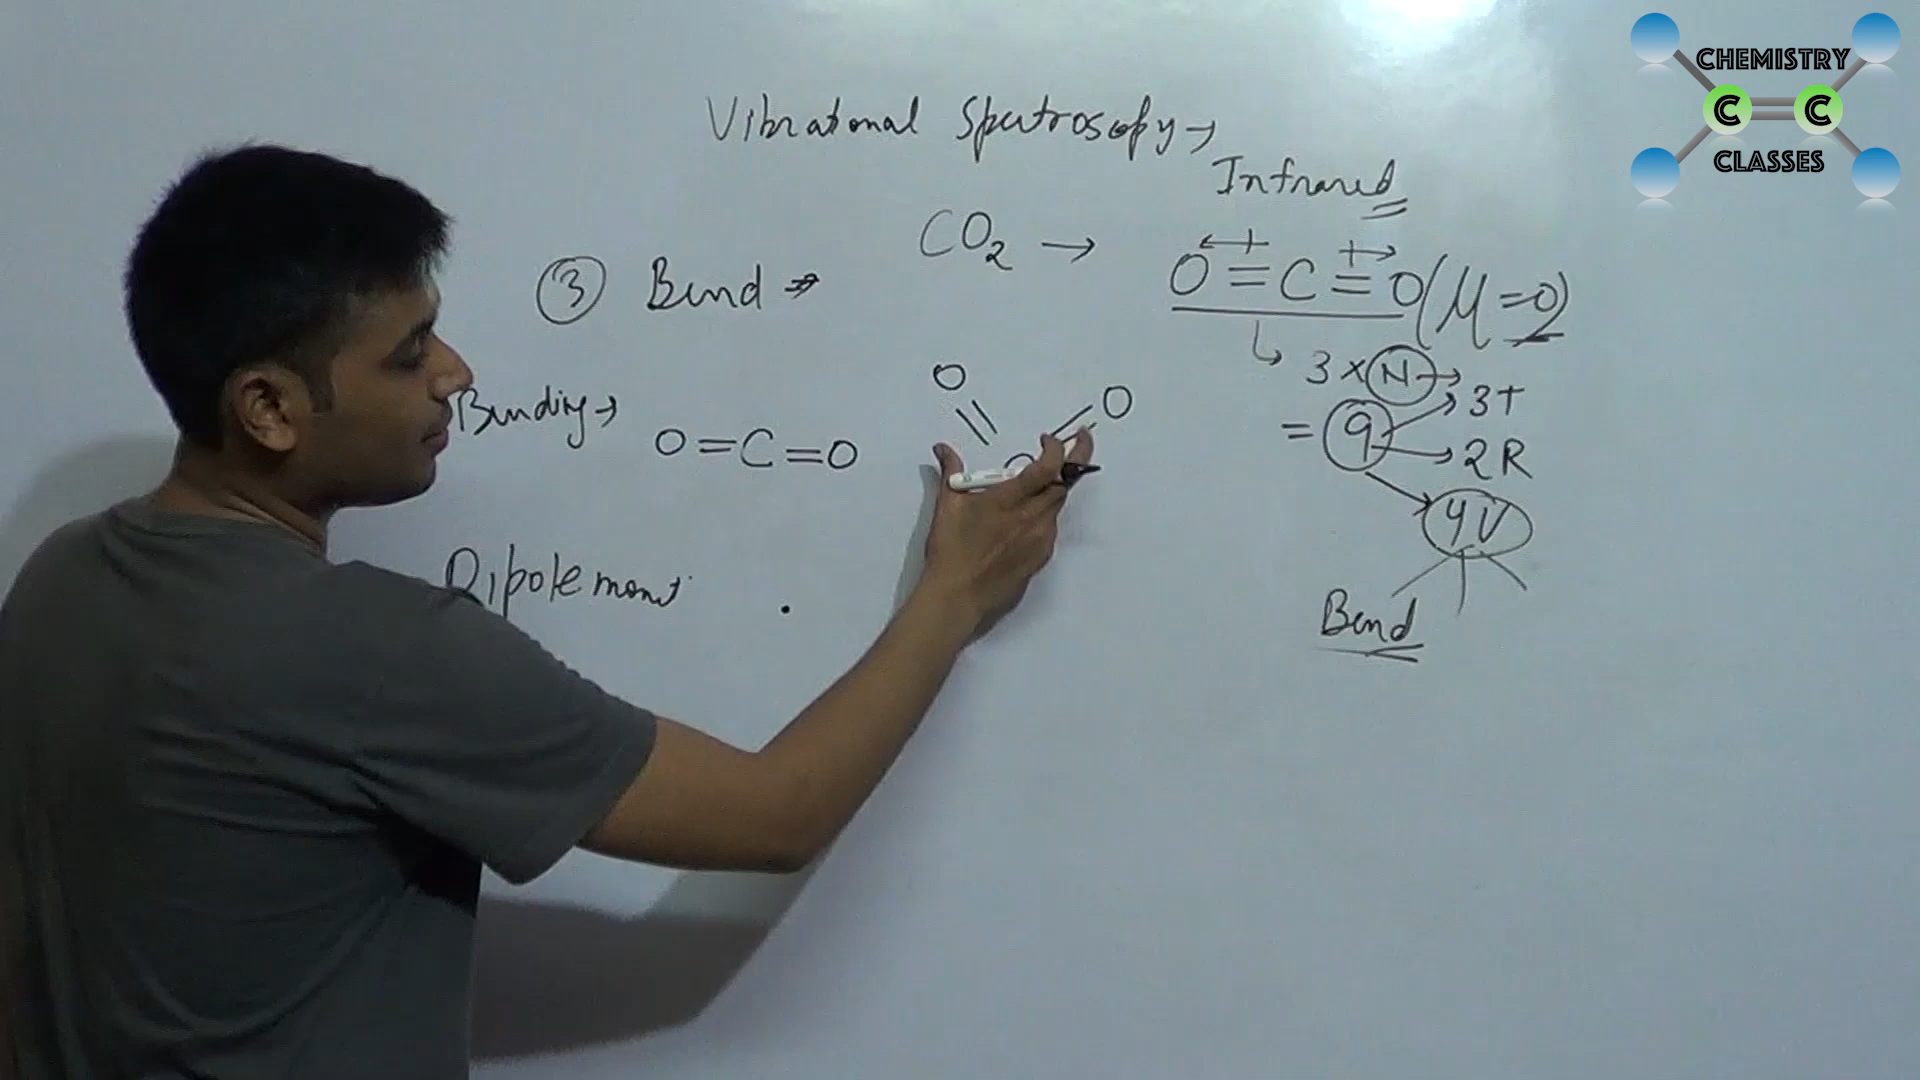 CHEMISTRY
C C
CLASSES
Vibrational Spectroscopy →
Infrared
CO2 → O=C=O (μ=0)
③ Bend →
3 × N →
= 9 → 3T
→ 2R
→ 4V
Bend
Bending →
O=C=O
O O
Dipole moment .